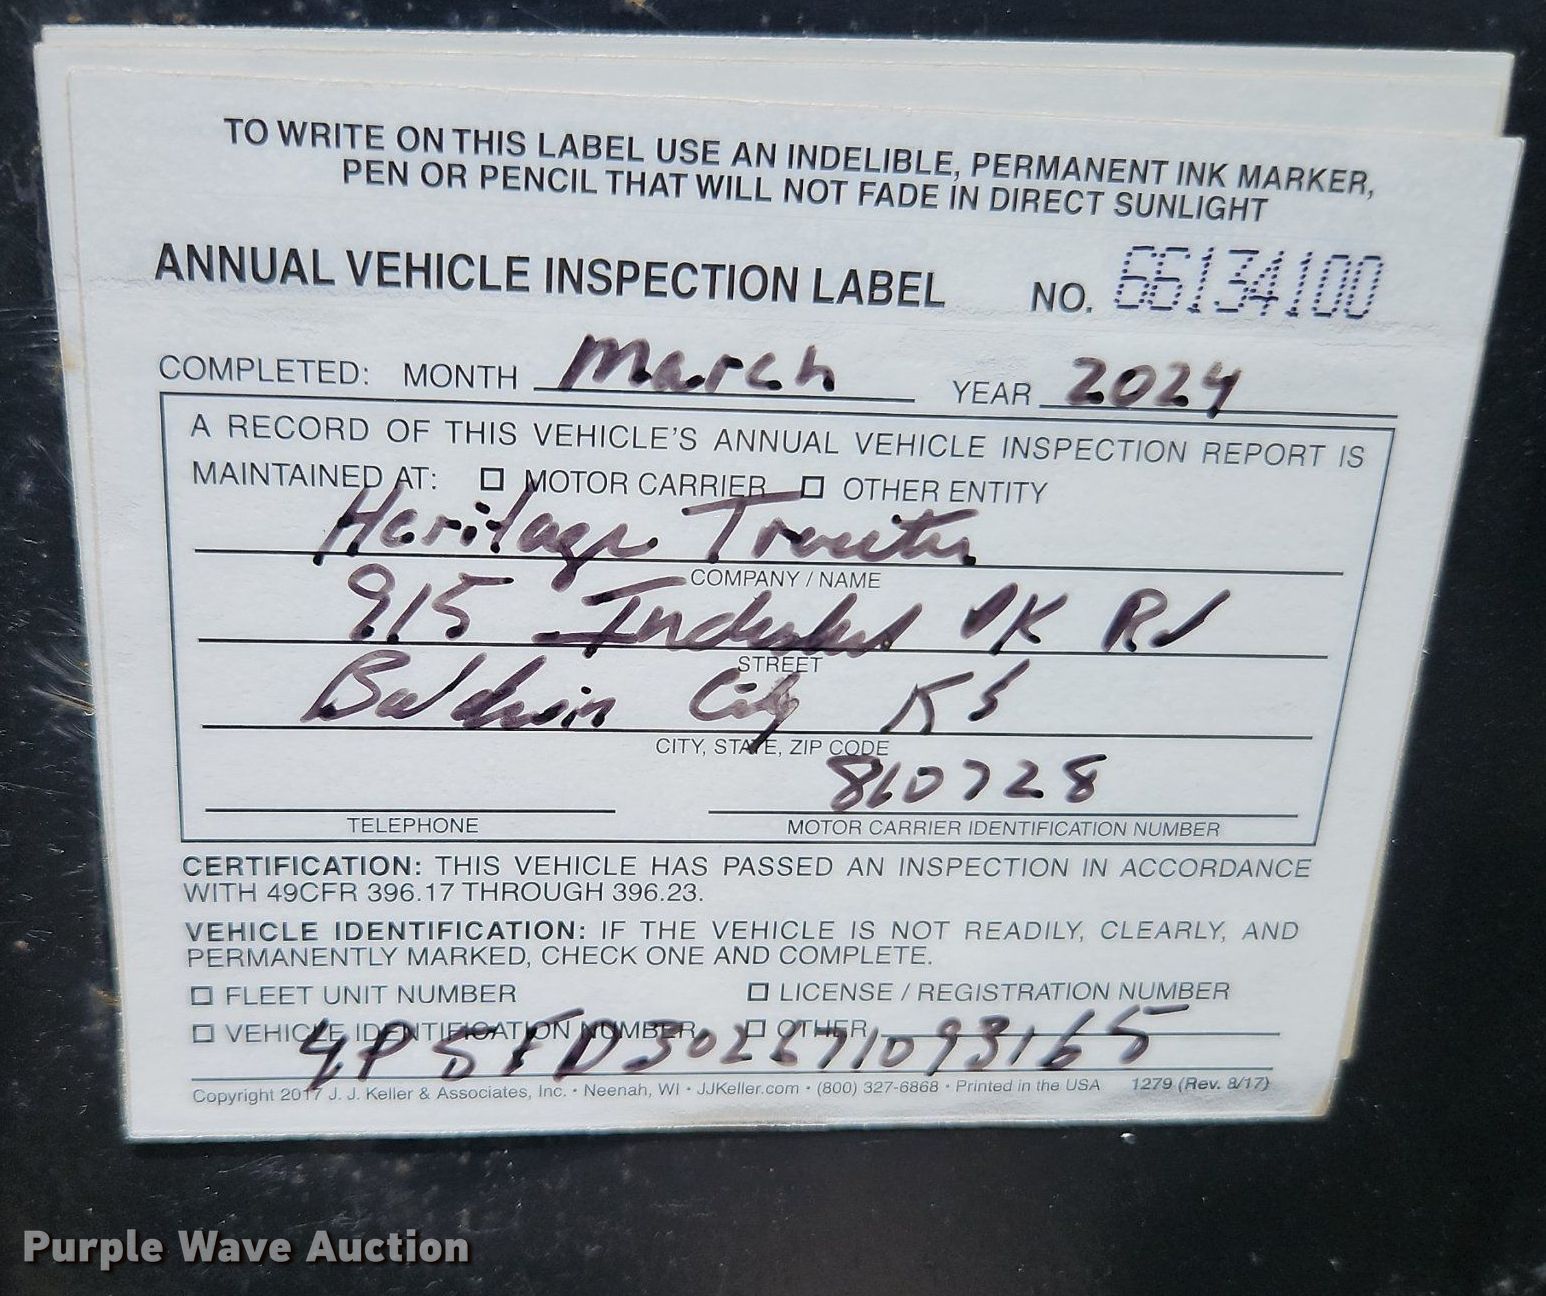 TO WRITE ON THIS LABEL USE AN INDELIBLE, PERMANENT INK MARKER,
PEN OR PENCIL THAT WILL NOT FADE IN DIRECT SUNLIGHT
ANNUAL VEHICLE INSPECTION LABEL NO. 66134100
COMPLETED: MONTH March YEAR 2024
A RECORD OF THIS VEHICLE'S ANNUAL VEHICLE INSPECTION REPORT IS
MAINTAINED AT: ☐ MOTOR CARRIER ☐ OTHER ENTITY
Heritage
COMPANY / NAME
915 PK Rd
STREET
Baldwin City KS
CITY, STATE, ZIP CODE
860728
TELEPHONE MOTOR CARRIER IDENTIFICATION NUMBER
CERTIFICATION: THIS VEHICLE HAS PASSED AN INSPECTION IN ACCORDANCE
WITH 49CFR 396.17 THROUGH 396.23.
VEHICLE IDENTIFICATION: IF THE VEHICLE IS NOT READILY, CLEARLY, AND
PERMANENTLY MARKED, CHECK ONE AND COMPLETE.
☐ FLEET UNIT NUMBER ☐ LICENSE / REGISTRATION NUMBER
☐ VEHICLE IDENTIFICATION NUMBER ☐ OTHER
Copyright 2017 J. J. Keller & Associates, Inc. • Neenah, WI • JJKeller.com • (800) 327-6868 • Printed in the USA 1279 (Rev. 8/17)
Purple Wave Auction